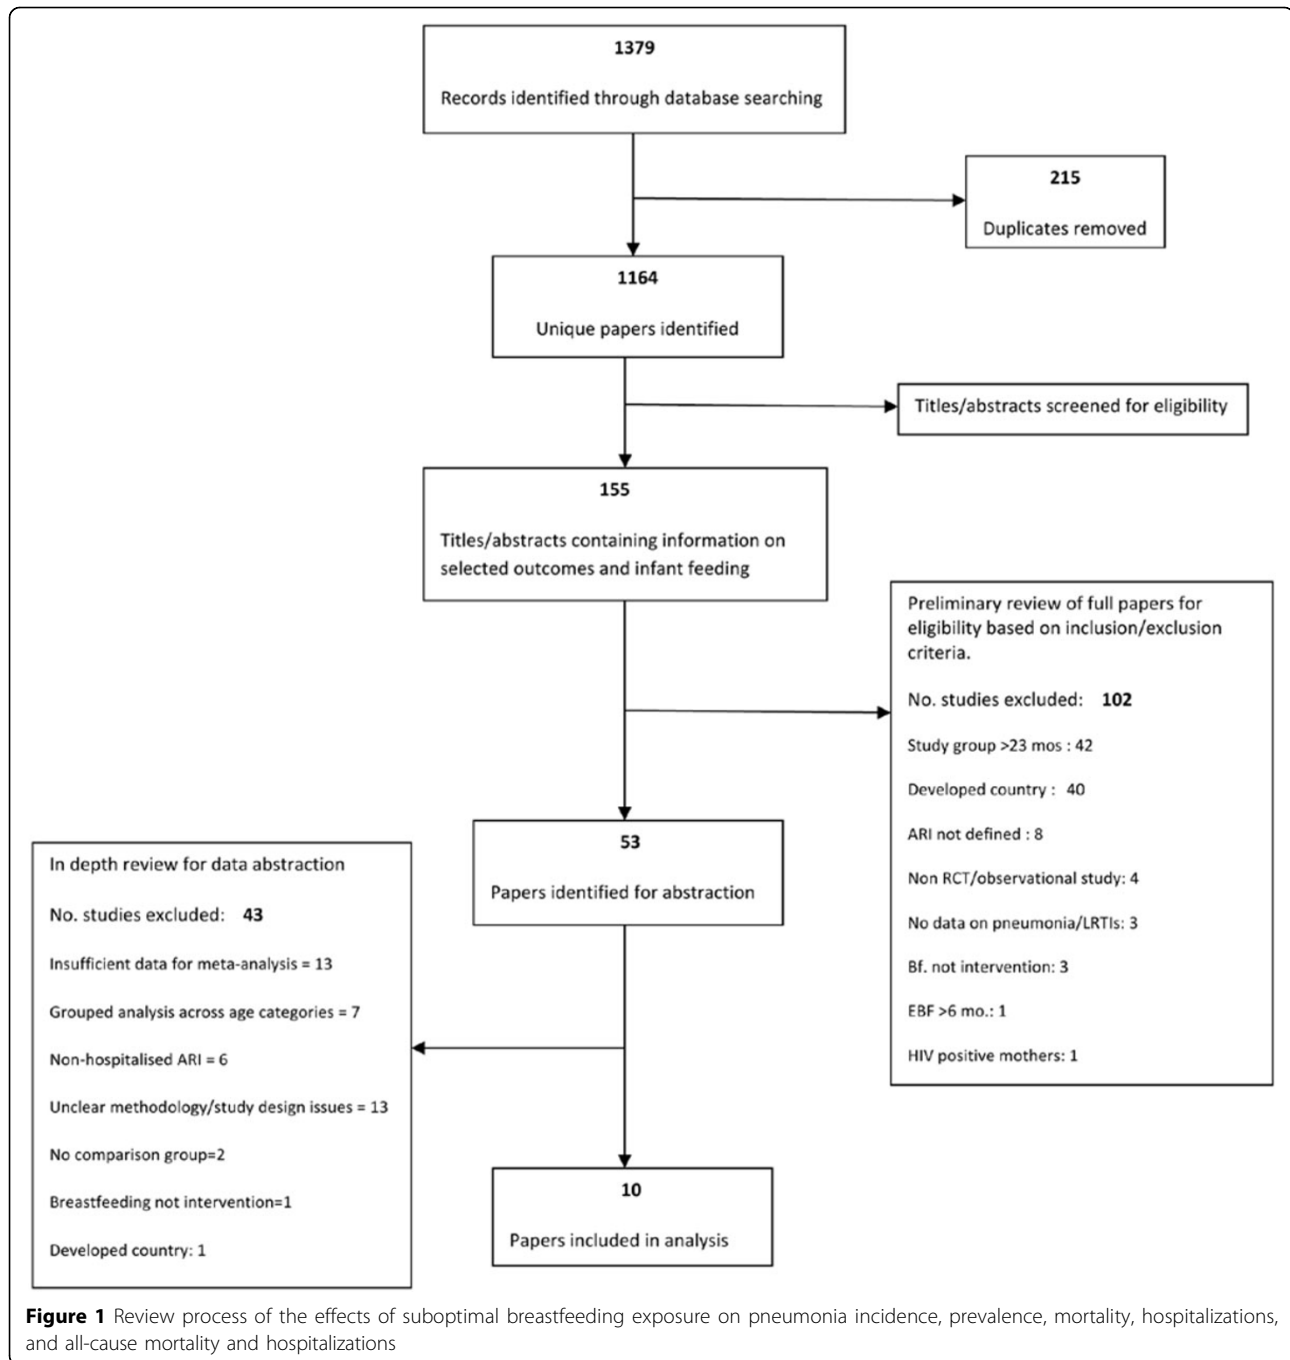 1379
Records identified through database searching
215
Duplicates removed
1164
Unique papers identified
Titles/abstracts screened for eligibility
155
Titles/abstracts containing information on
selected outcomes and infant feeding
Preliminary review of full papers for
eligibility based on inclusion/exclusion
criteria.
No. studies excluded: 102
Study group >23 mos : 42
Developed country : 40
ARI not defined : 8
Non RCT/observational study: 4
No data on pneumonia/LRTIs: 3
Bf. not intervention: 3
EBF >6 mo.: 1
HIV positive mothers: 1
53
Papers identified for abstraction
In depth review for data abstraction
No. studies excluded: 43
Insufficient data for meta-analysis = 13
Grouped analysis across age categories = 7
Non-hospitalised ARI = 6
Unclear methodology/study design issues = 13
No comparison group=2
Breastfeeding not intervention=1
Developed country: 1
10
Papers included in analysis
Figure 1 Review process of the effects of suboptimal breastfeeding exposure on pneumonia incidence, prevalence, mortality, hospitalizations,
and all-cause mortality and hospitalizations